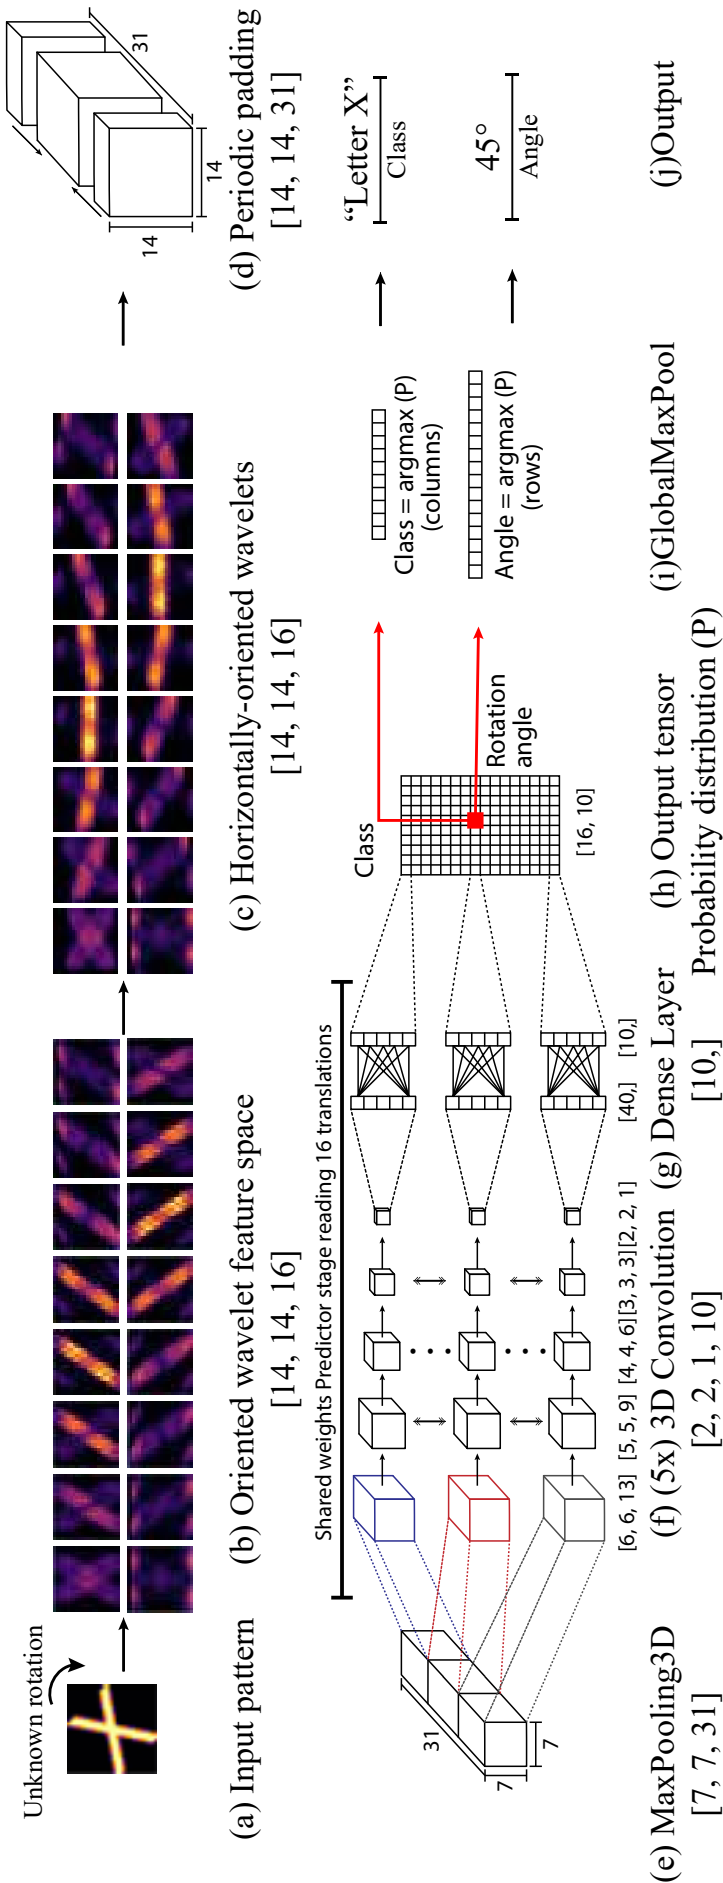 Unknown rotation
(a) Input pattern
(b) Oriented wavelet feature space
[14, 14, 16]
(c) Horizontally-oriented wavelets
[14, 14, 16]
31
14
14
(d) Periodic padding
[14, 14, 31]
31
7
7
(e) MaxPooling3D
[7, 7, 31]
Shared weights Predictor stage reading 16 translations
[6, 6, 13] [5, 5, 9] [4, 4, 6][3, 3, 3][2, 2, 1]
(f) (5x) 3D Convolution
[2, 2, 1, 10]
[40,] [10,]
(g) Dense Layer
[10,]
Class
Rotation
angle
[16, 10]
(h) Output tensor
Probability distribution (P)
Class = argmax (P)
(columns)
Angle = argmax (P)
(rows)
(i)GlobalMaxPool
“Letter X”
Class
45°
Angle
(j)Output